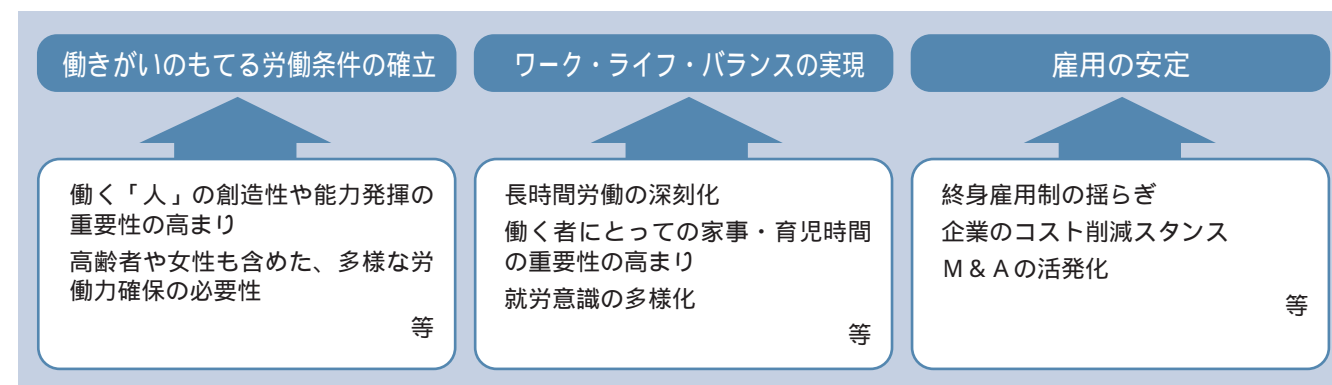 働きがいのもてる労働条件の確立
働く「人」の創造性や能力発揮の
重要性の高まり
高齢者や女性も含めた、多様な労
働力確保の必要性
等
ワーク・ライフ・バランスの実現
長時間労働の深刻化
働く者にとっての家事・育児時間
の重要性の高まり
就労意識の多様化
等
雇用の安定
終身雇用制の揺らぎ
企業のコスト削減スタンス
M&Aの活発化
等